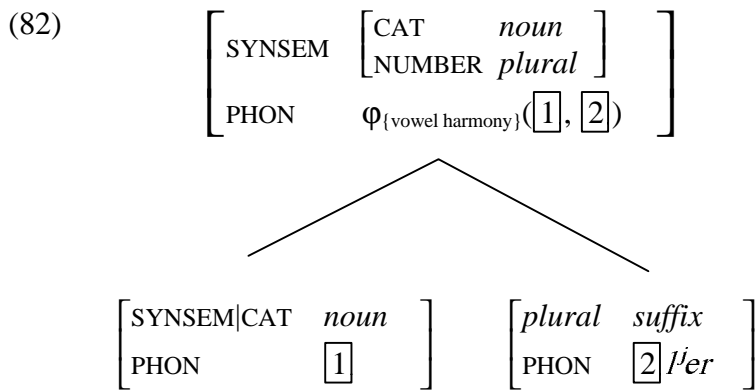 (82)
SYNSEM [CAT noun
NUMBER plural]
PHON φ{vowel harmony}(1, 2)
SYNSEM|CAT noun
PHON 1
plural suffix
PHON 2 lʲer